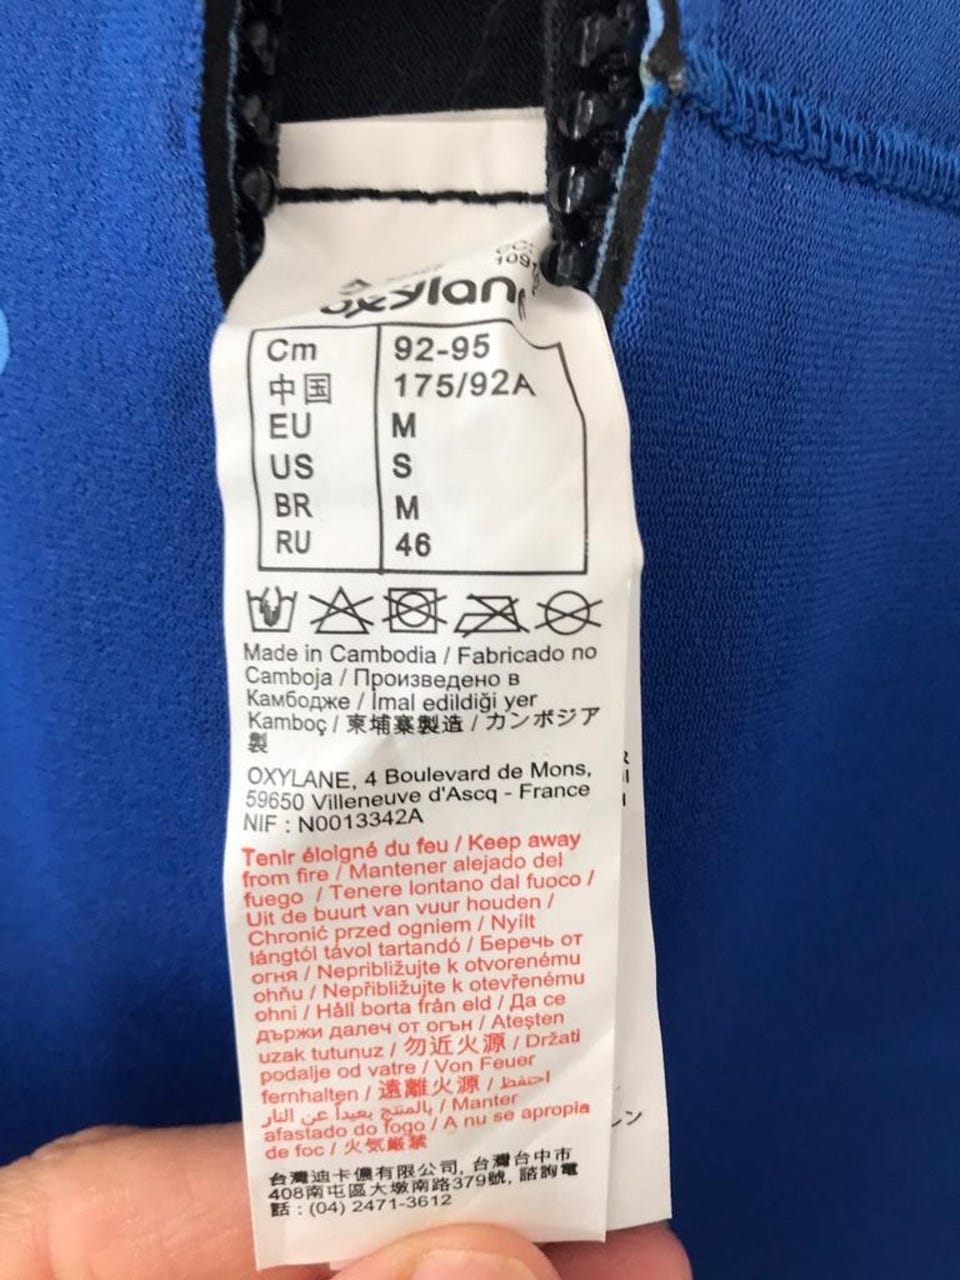 oxylan
Cm 92-95
中国 175/92A
EU M
US S
BR M
RU 46
Made in Cambodia / Fabricado no
Camboja / Произведено в
Камбодже / İmal edildiği yer
Kamboç / 柬埔寨製造 / カンボジア
製
OXYLANE, 4 Boulevard de Mons,
59650 Villeneuve d'Ascq - France
NIF : N0013342A
Tenir éloigné du feu / Keep away
from fire / Mantener alejado del
fuego / Tenere lontano dal fuoco /
Uit de buurt van vuur houden /
Chronić przed ogniem / Nyílt
lángtól távol tartandó / Беречь от
огня / Nepribližujte k otvorenému
ohňu / Nepřibližujte k otevřenému
ohni / Håll borta från eld / Да се
държи далеч от огън / Ateşten
uzak tutunuz / 勿近火源 / Držati
podalje od vatre / Von Feuer
fernhalten / 遠離火源 / احتفظ
بالمنتج بعيداً عن النار / Manter
afastado do fogo / A nu se apropia
de foc / 火気厳禁
台灣迪卡儂有限公司, 台灣台中市
408南屯區大墩南路379號, 諮詢電
話 : (04) 2471-3612